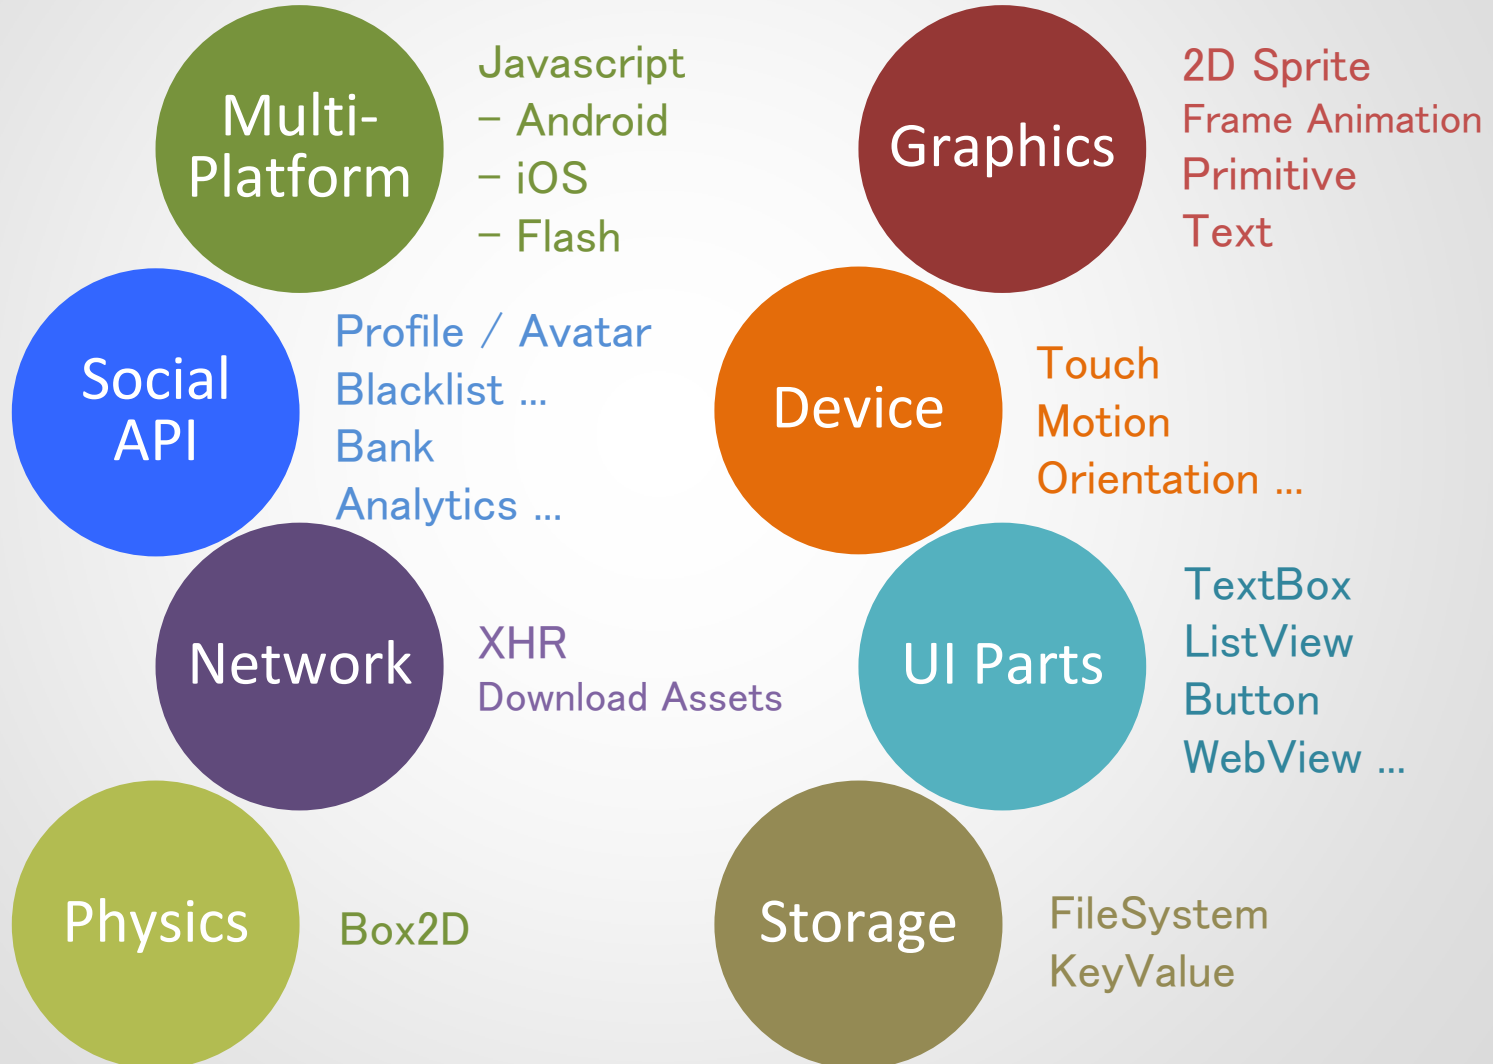 Multi-
Platform
Javascript
- Android
- iOS
- Flash
Social
API
Profile / Avatar
Blacklist ...
Bank
Analytics ...
Network
XHR
Download Assets
Physics
Box2D
Graphics
2D Sprite
Frame Animation
Primitive
Text
Device
Touch
Motion
Orientation ...
UI Parts
TextBox
ListView
Button
WebView ...
Storage
FileSystem
KeyValue